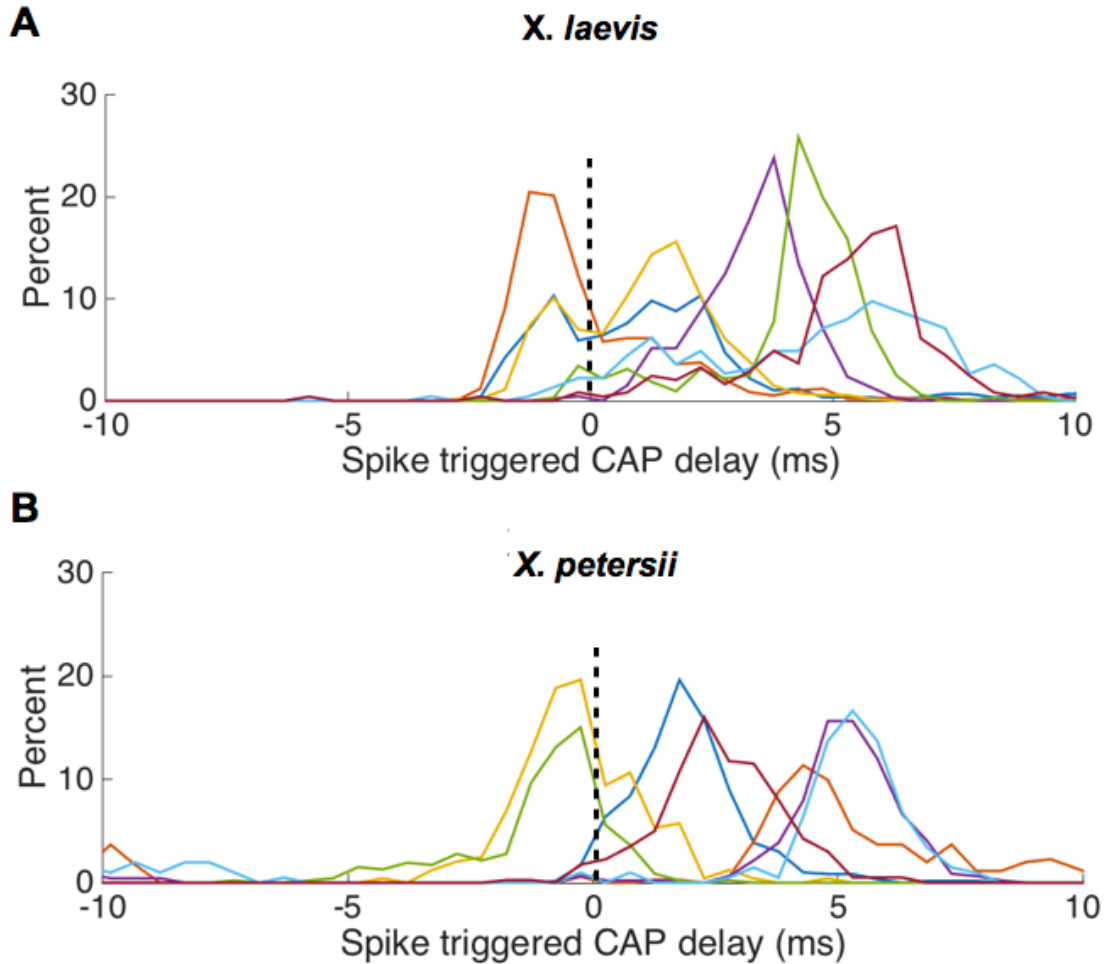 A
X. laevis
30
20
10
0
Percent
-10 -5 0 5 10
Spike triggered CAP delay (ms)
B
X. petersii
30
20
10
0
Percent
-10 -5 0 5 10
Spike triggered CAP delay (ms)